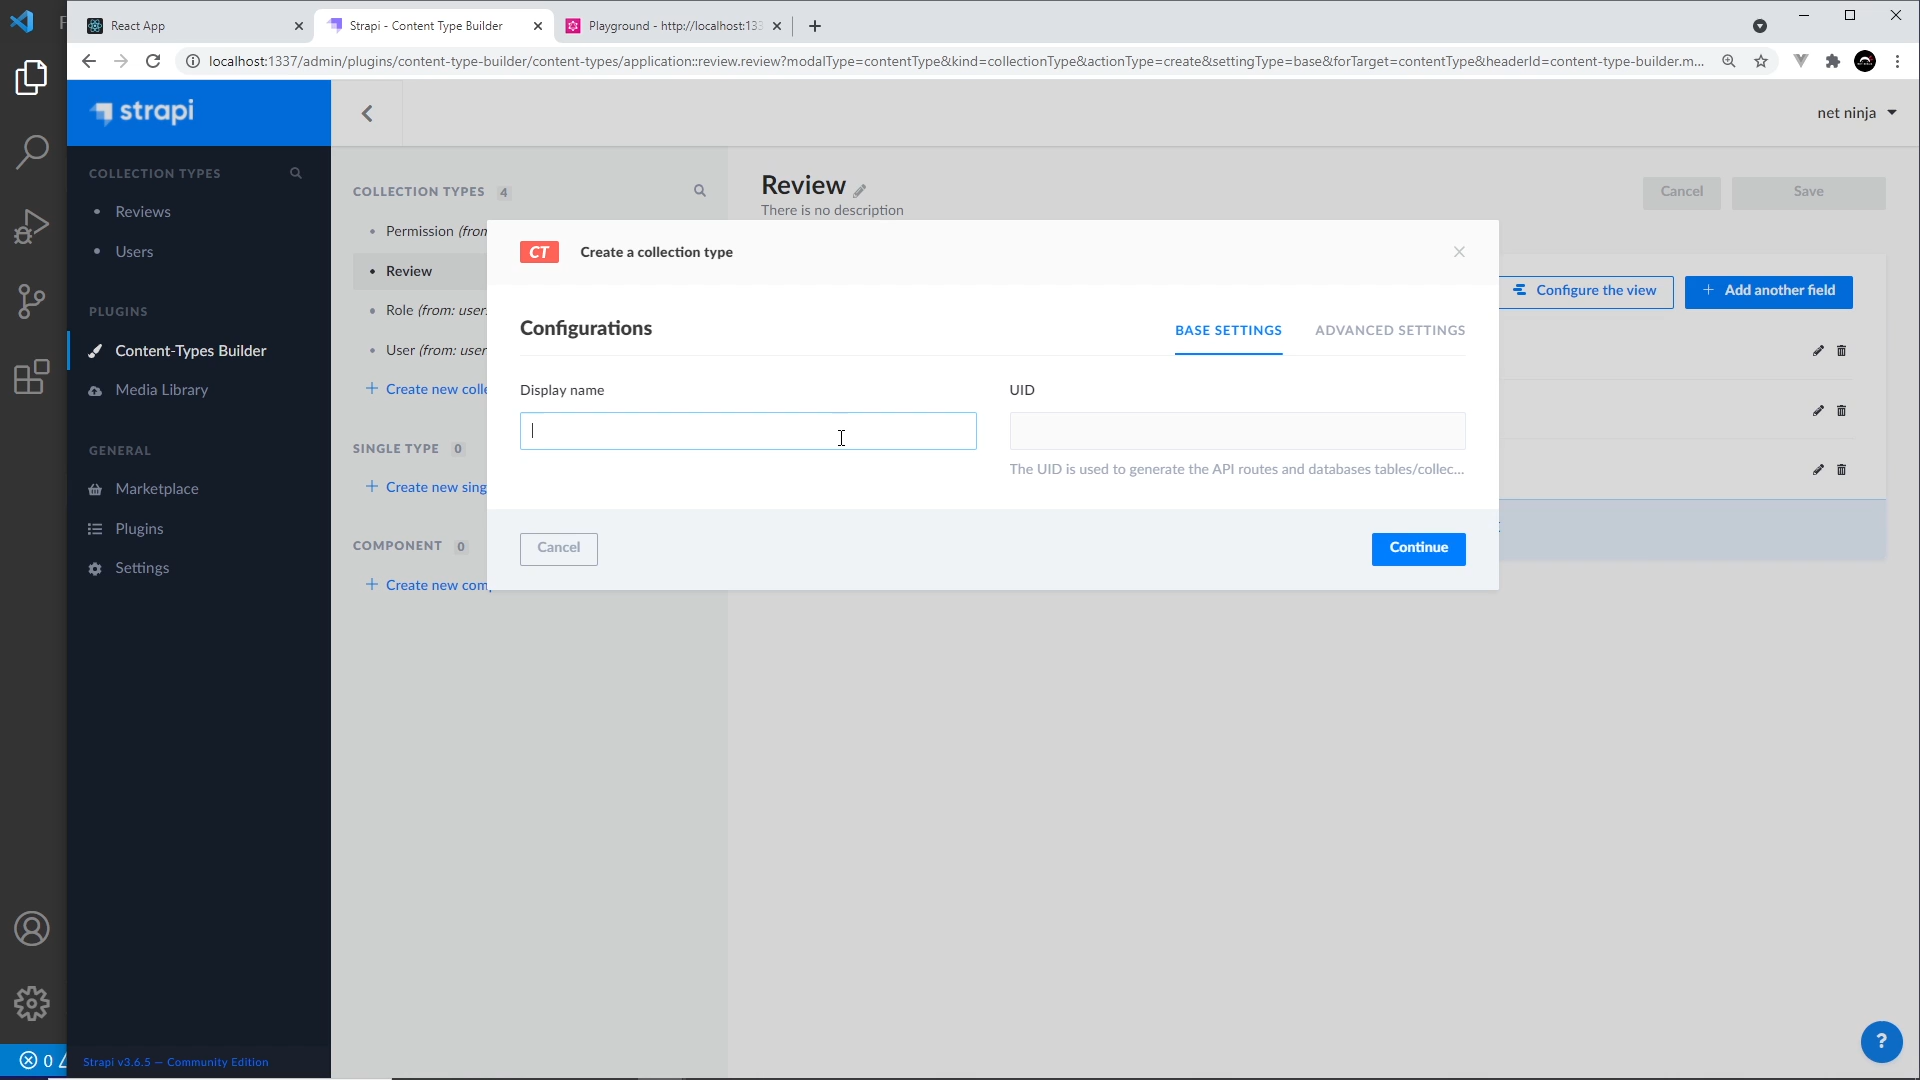 React App
Strapi - Content Type Builder
Playground - http://localhost:133
localhost:1337/admin/plugins/content-type-builder/content-types/application::review.review?modalType=contentType&kind=collectionType&actionType=create&settingType=base&forTarget=contentType&headerId=content-type-builder.m...
strapi
net ninja
COLLECTION TYPES
Reviews
Users
PLUGINS
Content-Types Builder
Media Library
GENERAL
Marketplace
Plugins
Settings
Strapi v3.6.5 — Community Edition
0
COLLECTION TYPES 4
Permission (from
Review
Role (from: user
User (from: user
+ Create new colle
SINGLE TYPE 0
+ Create new sing
COMPONENT 0
+ Create new com
Review
There is no description
Cancel
Save
Configure the view
+ Add another field
CT Create a collection type
Configurations
BASE SETTINGS
ADVANCED SETTINGS
Display name
UID
The UID is used to generate the API routes and databases tables/collec...
Cancel
Continue
?